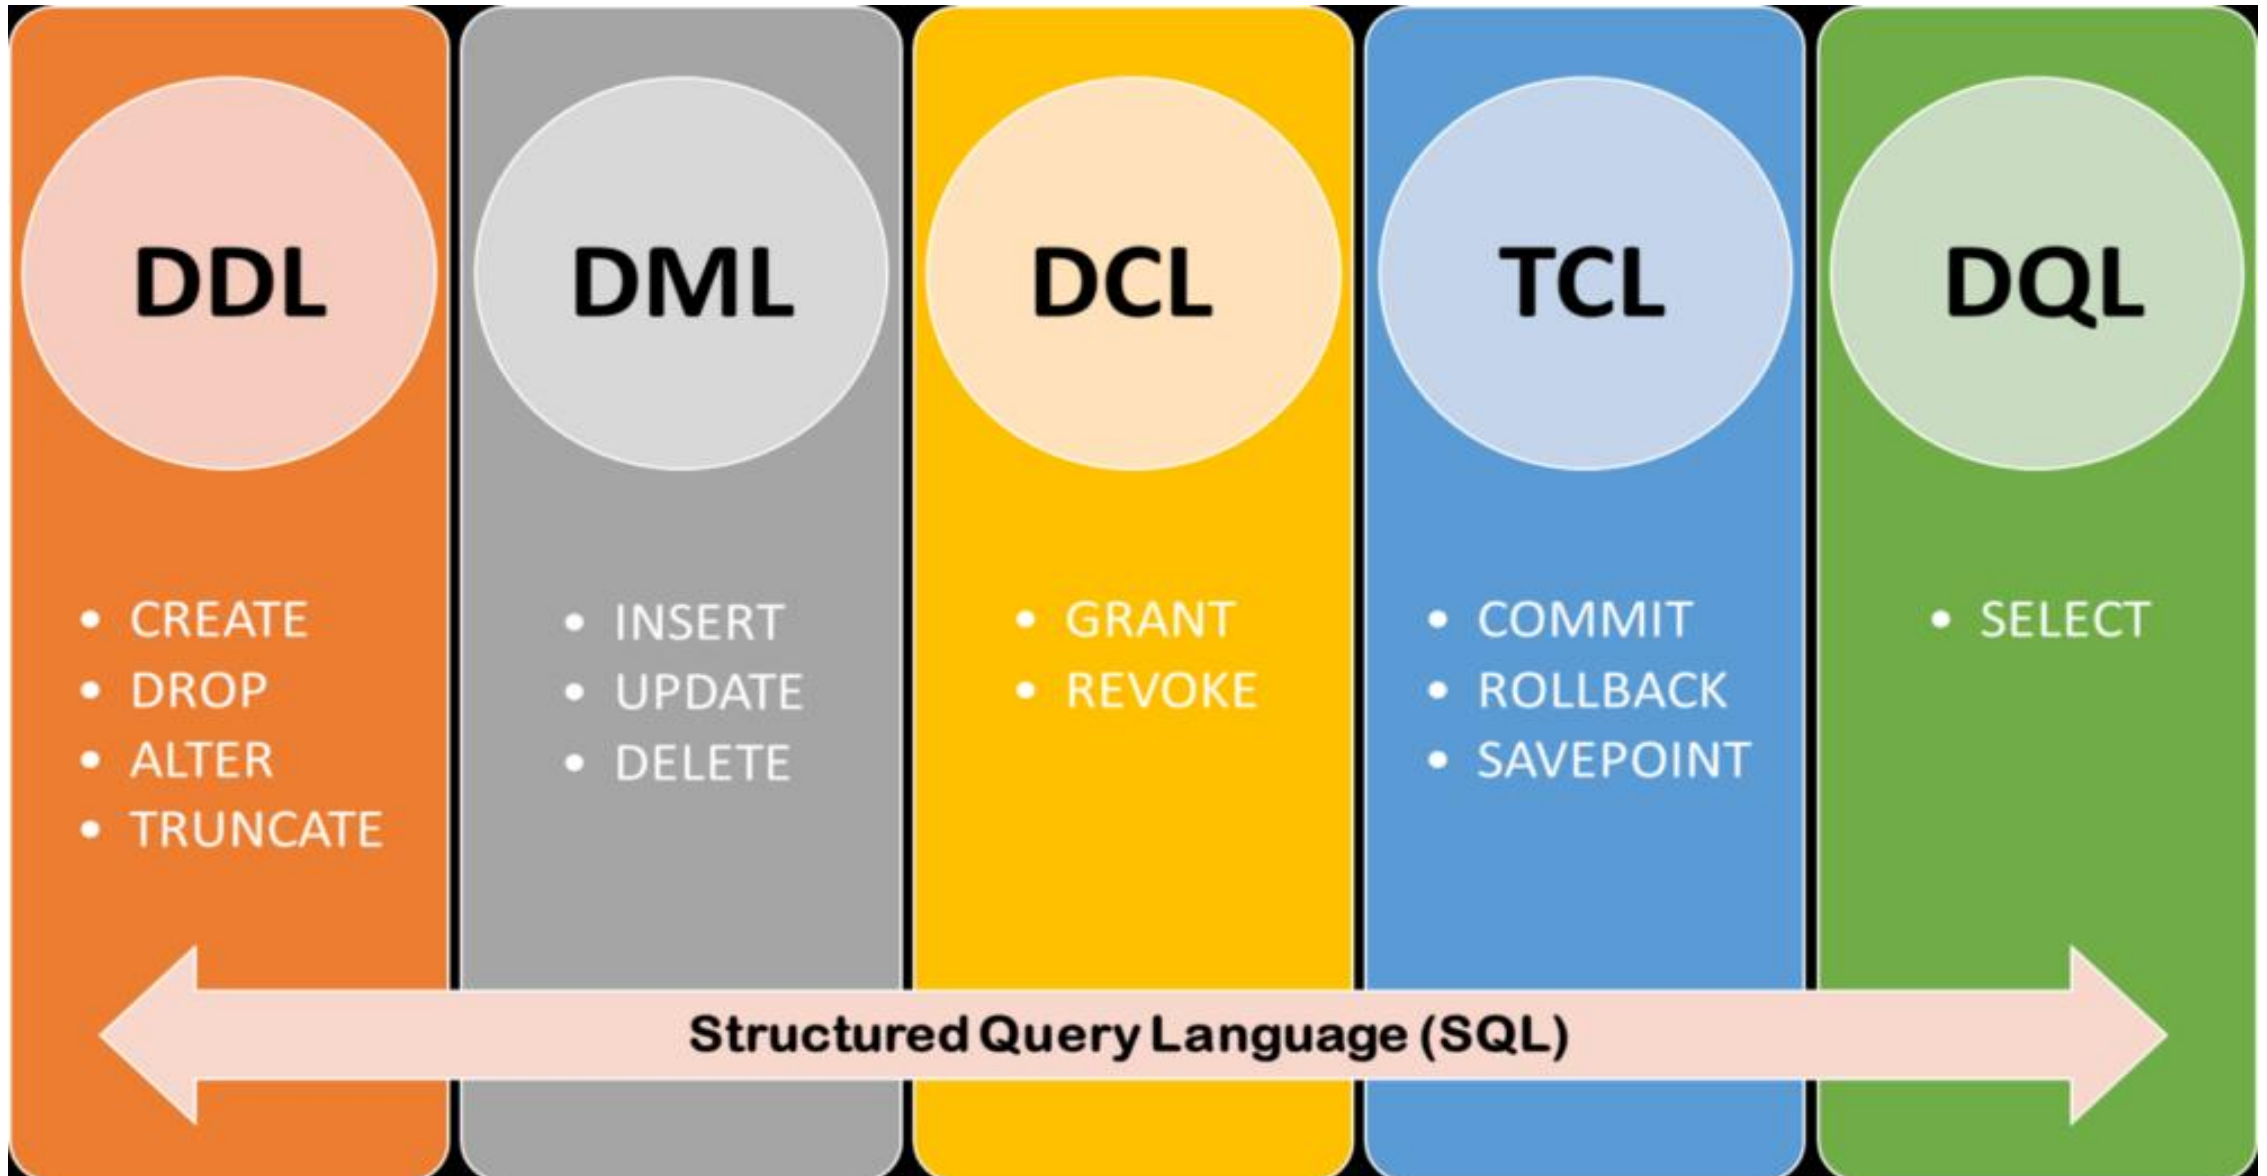 DDL
• CREATE
• DROP
• ALTER
• TRUNCATE
DML
• INSERT
• UPDATE
• DELETE
DCL
• GRANT
• REVOKE
TCL
• COMMIT
• ROLLBACK
• SAVEPOINT
DQL
• SELECT
Structured Query Language (SQL)